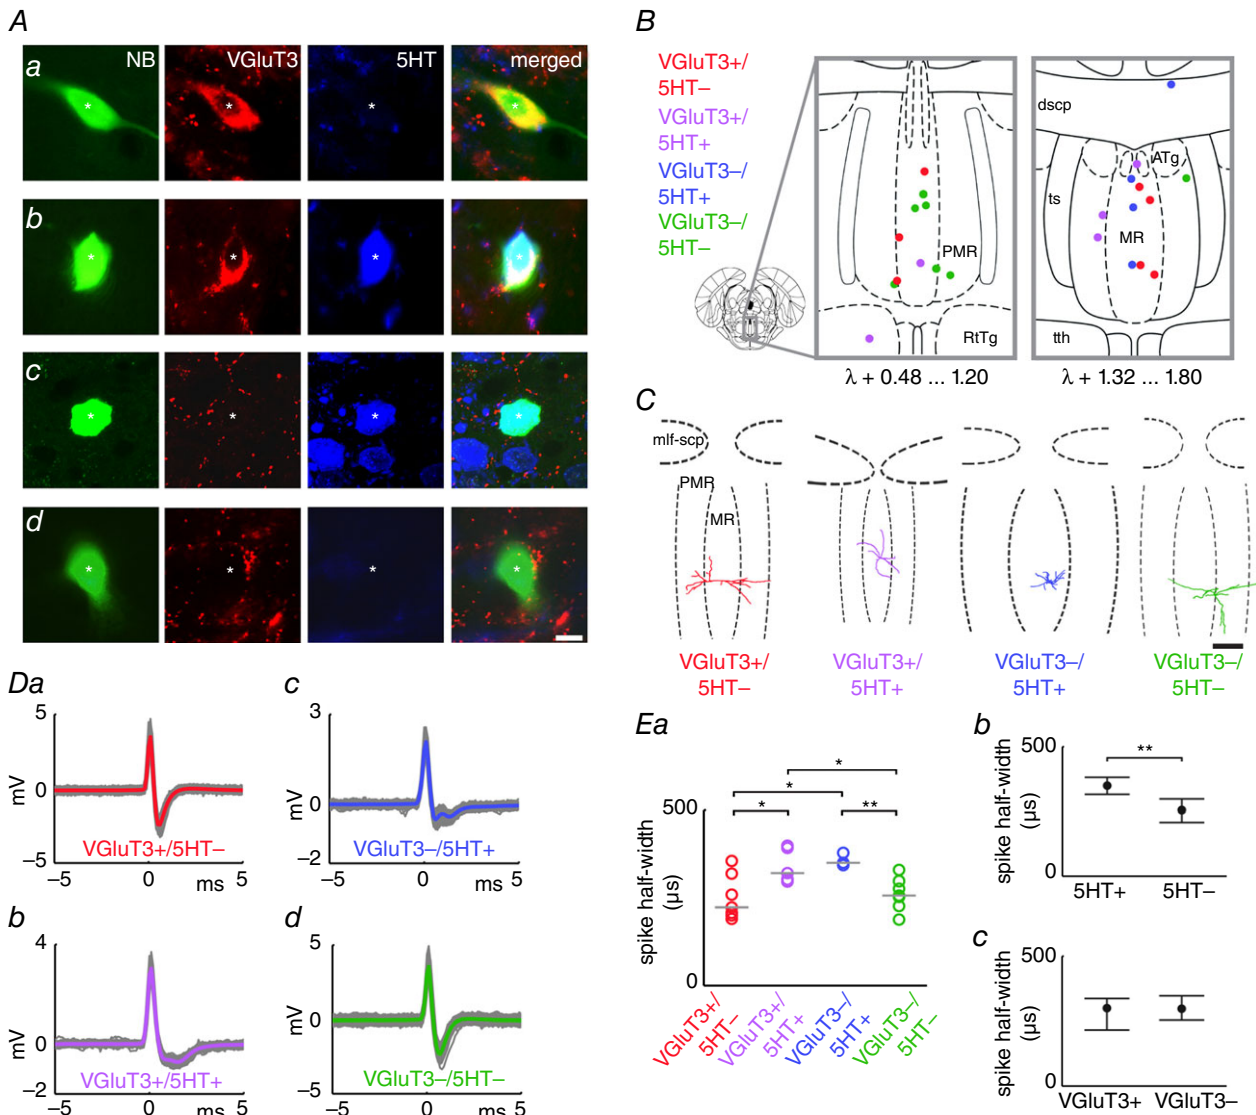 A
NB
VGluT3
5HT
merged
a
b
c
d
B
VGluT3+/
5HT–
VGluT3+/
5HT+
VGluT3–/
5HT+
VGluT3–/
5HT–
PMR
RtTg
λ + 0.48 ... 1.20
dscp
ATg
ts
MR
tth
λ + 1.32 ... 1.80
C
mlf-scp
PMR
MR
VGluT3+/
5HT–
VGluT3+/
5HT+
VGluT3–/
5HT+
VGluT3–/
5HT–
Da
5
0
–5
mV
VGluT3+/5HT–
–5
0
ms
5
c
3
0
–2
mV
VGluT3–/5HT+
–5
0
ms
5
b
4
0
–2
mV
VGluT3+/5HT+
–5
0
ms
5
d
5
0
–5
mV
VGluT3–/5HT–
–5
0
ms
5
Ea
500
0
spike half-width
(µs)
*
*
*
**
VGluT3+/
5HT–
VGluT3+/
5HT+
VGluT3–/
5HT+
VGluT3–/
5HT–
b
500
0
spike half-width
(µs)
**
5HT+
5HT–
c
500
0
spike half-width
(µs)
VGluT3+
VGluT3–